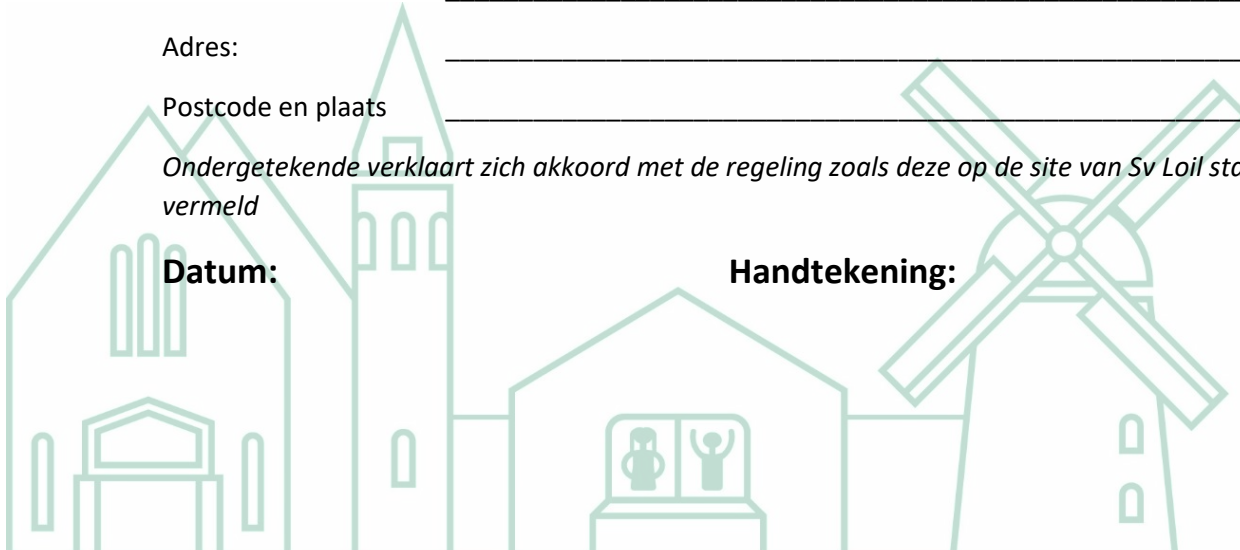 Adres:
Postcode en plaats
Ondergetekende verklaart zich akkoord met de regeling zoals deze op de site van Sv Loil
vermeld
Datum: Handtekening: